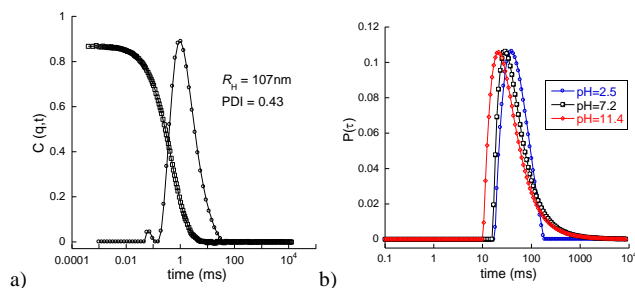 1
0.8
0.6
0.4
0.2
0
C (q,t)
R_H = 107nm
PDI = 0.43
0.0001 0.01 1 100 10⁴
time (ms)
a)
0.12
0.1
0.08
0.06
0.04
0.02
0
P(τ)
pH=2.5
pH=7.2
pH=11.4
0.1 1 10 100 1000 10⁴
time (ms)
b)